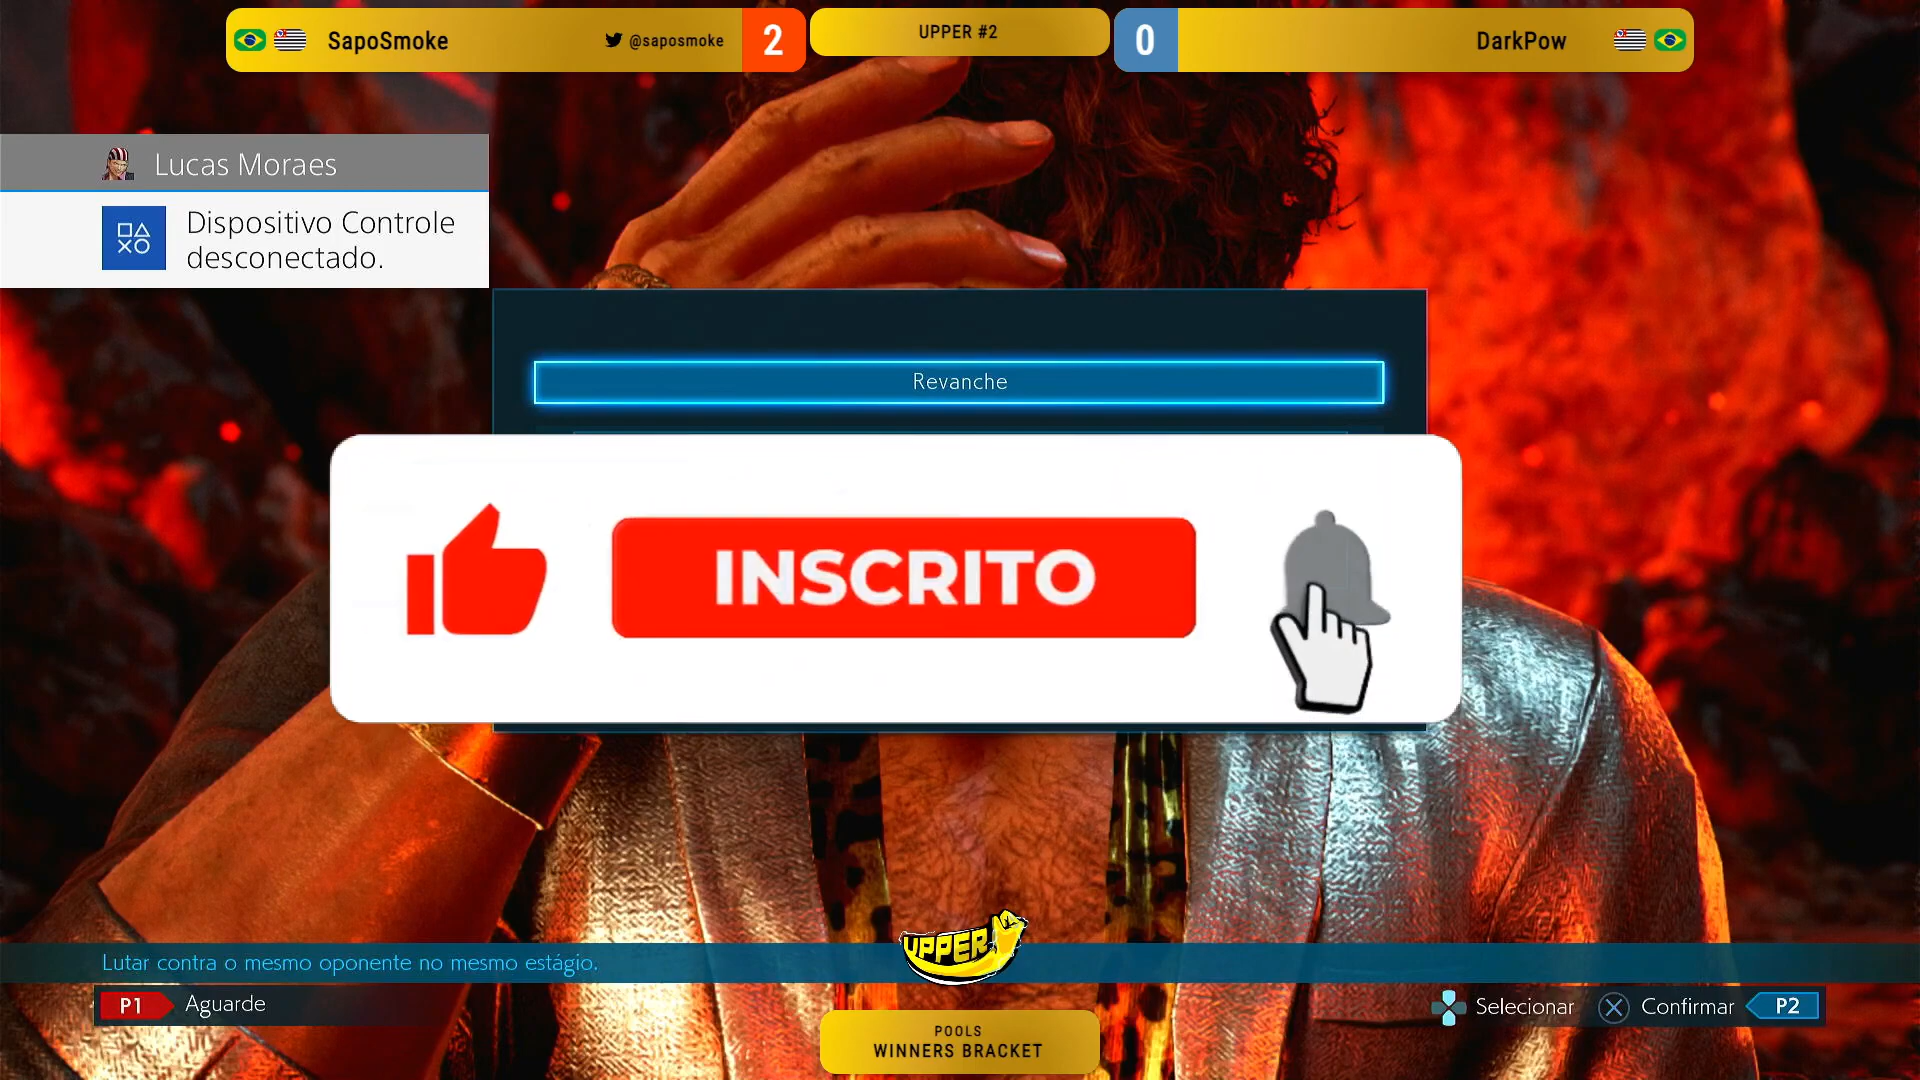 SapoSmoke
@saposmoke
2
UPPER #2
0
DarkPow
Lucas Moraes
Dispositivo Controle
desconectado.
Revanche
INSCRITO
UPPER
Lutar contra o mesmo oponente no mesmo estágio.
P1
Aguarde
Selecionar
Confirmar
P2
POOLS
WINNERS BRACKET